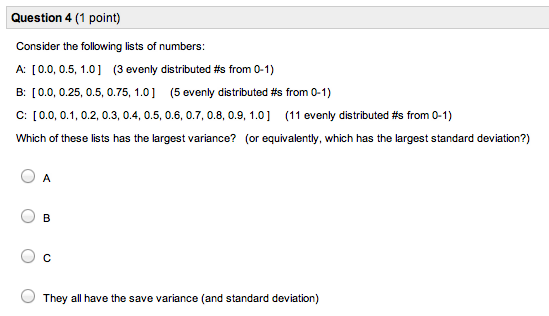 Question 4 (1 point)
Consider the following lists of numbers:
A: [ 0.0, 0.5, 1.0 ] (3 evenly distributed #s from 0-1)
B: [ 0.0, 0.25, 0.5, 0.75, 1.0 ] (5 evenly distributed #s from 0-1)
C: [ 0.0, 0.1, 0.2, 0.3, 0.4, 0.5, 0.6, 0.7, 0.8, 0.9, 1.0 ] (11 evenly distributed #s from 0-1)
Which of these lists has the largest variance? (or equivalently, which has the largest standard deviation?)
A
B
C
They all have the save variance (and standard deviation)